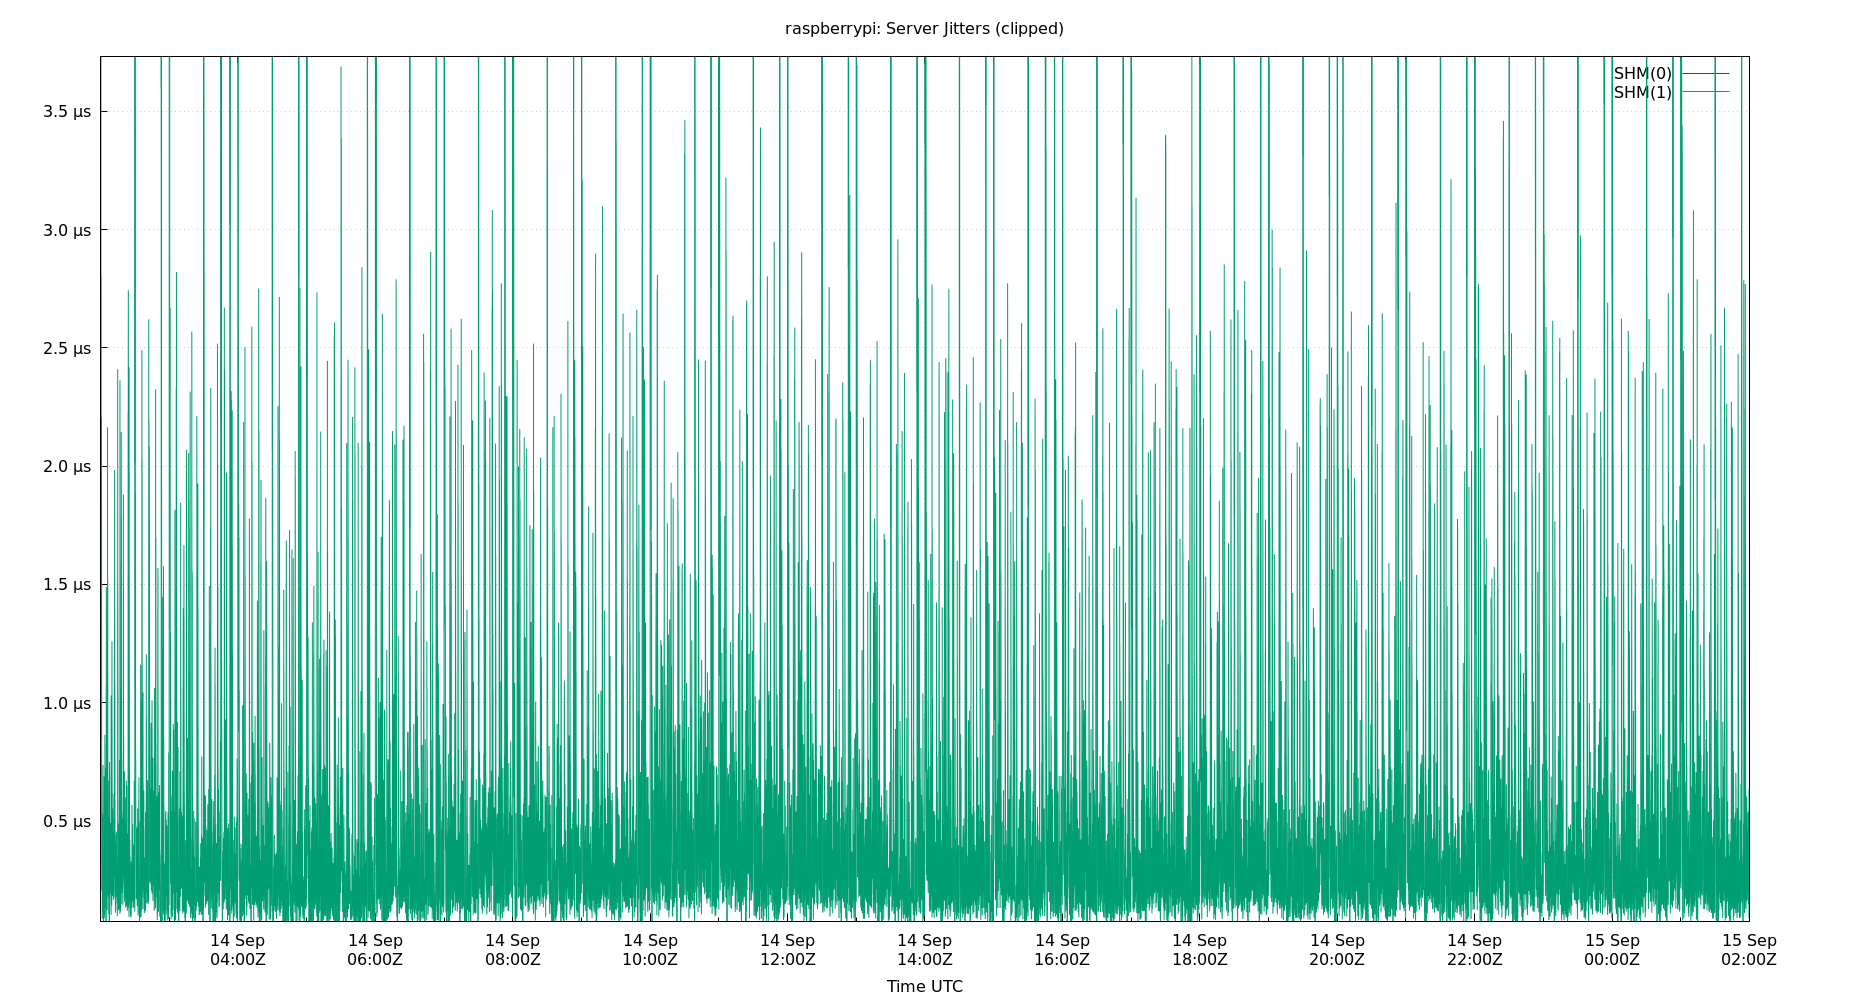 raspberrypi: Server Jitters (clipped)
SHM(0)
SHM(1)
3.5 µs
3.0 µs
2.5 µs
2.0 µs
1.5 µs
1.0 µs
0.5 µs
14 Sep 14 Sep 14 Sep 14 Sep 14 Sep 14 Sep 14 Sep 14 Sep 14 Sep 14 Sep 15 Sep 15 Sep
04:00Z 06:00Z 08:00Z 10:00Z 12:00Z 14:00Z 16:00Z 18:00Z 20:00Z 22:00Z 00:00Z 02:00Z
Time UTC